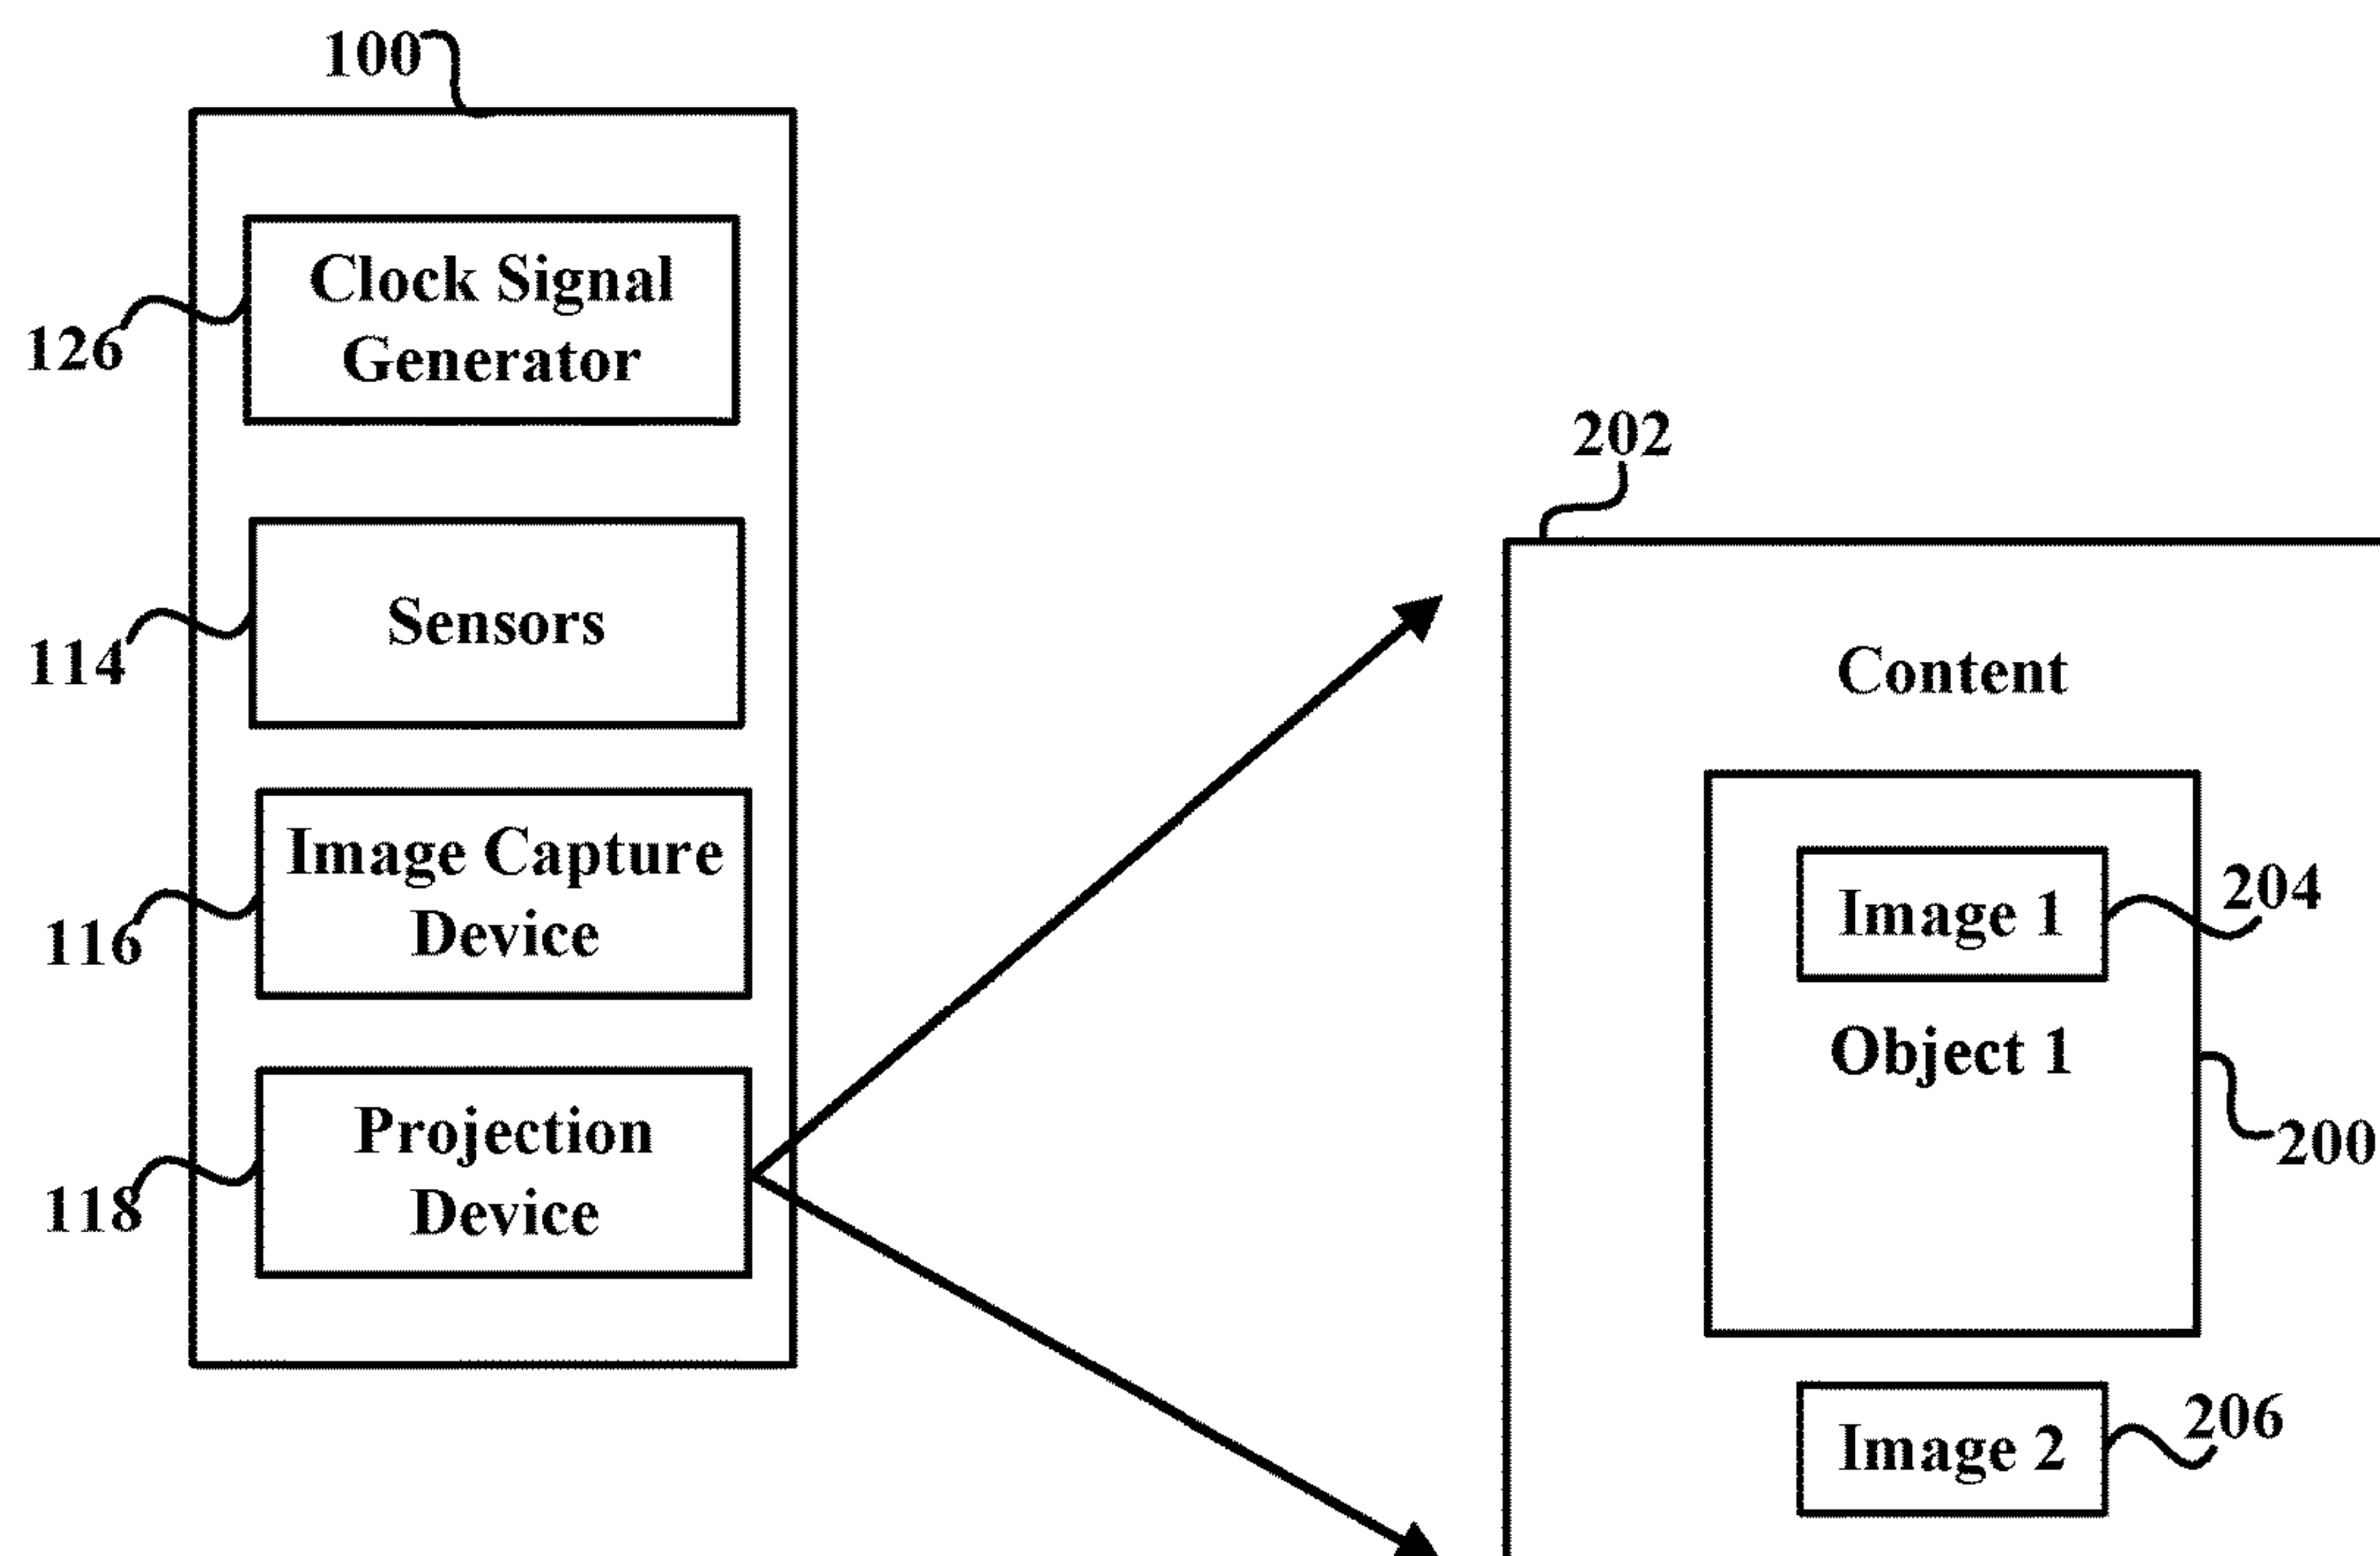 100
Clock Signal
Generator
126
202
Sensors
114
Content
Image Capture
Device
116
Image 1
204
Object 1
Projection
Device
118
200
Image 2
206